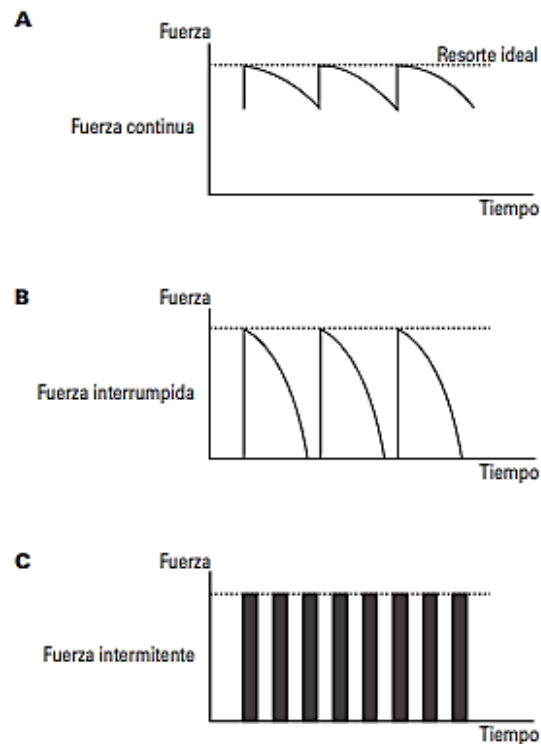 A
Fuerza
Resorte ideal
Fuerza continua
Tiempo
B
Fuerza
Fuerza interrumpida
Tiempo
C
Fuerza
Fuerza intermitente
Tiempo